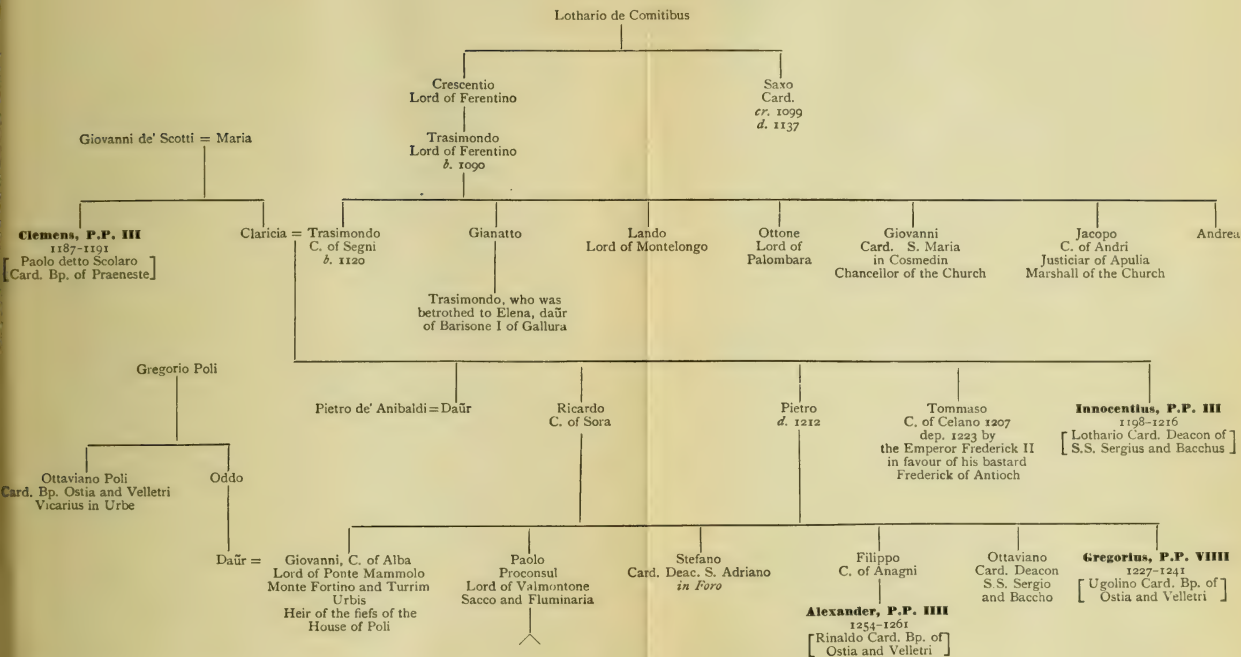 Lothario de Comitibus
Crescentio
Lord of Ferentino
Saxo
Card.
cr. 1099
d. 1137
Giovanni de' Scotti = Maria
Trasimondo
Lord of Ferentino
b. 1090
Clemens, P.P. III
1187-1191
[Paolo detto Scolaro
Card. Bp. of Praeneste]
Claricia = Trasimondo
C. of Segni
b. 1120
Gianatto
Lando
Lord of Montelongo
Ottone
Lord of
Palombara
Giovanni
Card. S. Maria
in Cosmedin
Chancellor of the Church
Jacopo
C. of Andri
Justiciar of Apulia
Marshall of the Church
Andrea
Trasimondo, who was
betrothed to Elena, daũr
of Barisone I of Gallura
Gregorio Poli
Pietro de' Anibaldi = Daũr
Ricardo
C. of Sora
Pietro
d. 1212
Tommaso
C. of Celano 1207
dep. 1223 by
the Emperor Frederick II
in favour of his bastard
Frederick of Antioch
Innocentius, P.P. III
1198-1216
[Lothario Card. Deacon of
S.S. Sergius and Bacchus]
Ottaviano Poli
Card. Bp. Ostia and Velletri
Vicarius in Urbe
Oddo
Daũr =
Giovanni, C. of Alba
Lord of Ponte Mammolo
Monte Fortino and Turrim
Urbis
Heir of the fiefs of the
House of Poli
Paolo
Proconsul
Lord of Valmontone
Sacco and Fluminaria
Stefano
Card. Deac. S. Adriano
in Foro
Filippo
C. of Anagni
Ottaviano
Card. Deacon
S.S. Sergio
and Baccho
Gregorius, P.P. VIIII
1227-1241
[Ugolino Card. Bp. of
Ostia and Velletri]
Alexander, P.P. IIII
1254-1261
[Rinaldo Card. Bp. of
Ostia and Velletri]